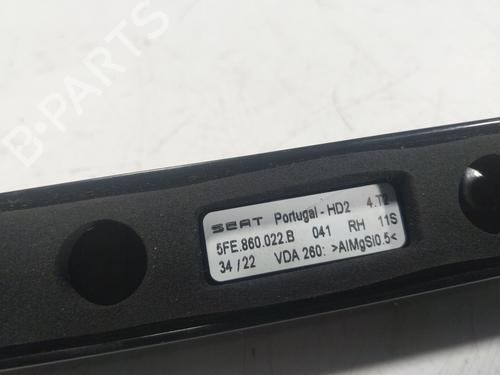 B-PARTS
SEAT Portugal - HD2 4.T2
5FE.860.022.B 041 RH 11S
34 / 22 VDA 260: >AlMgSi0.5<